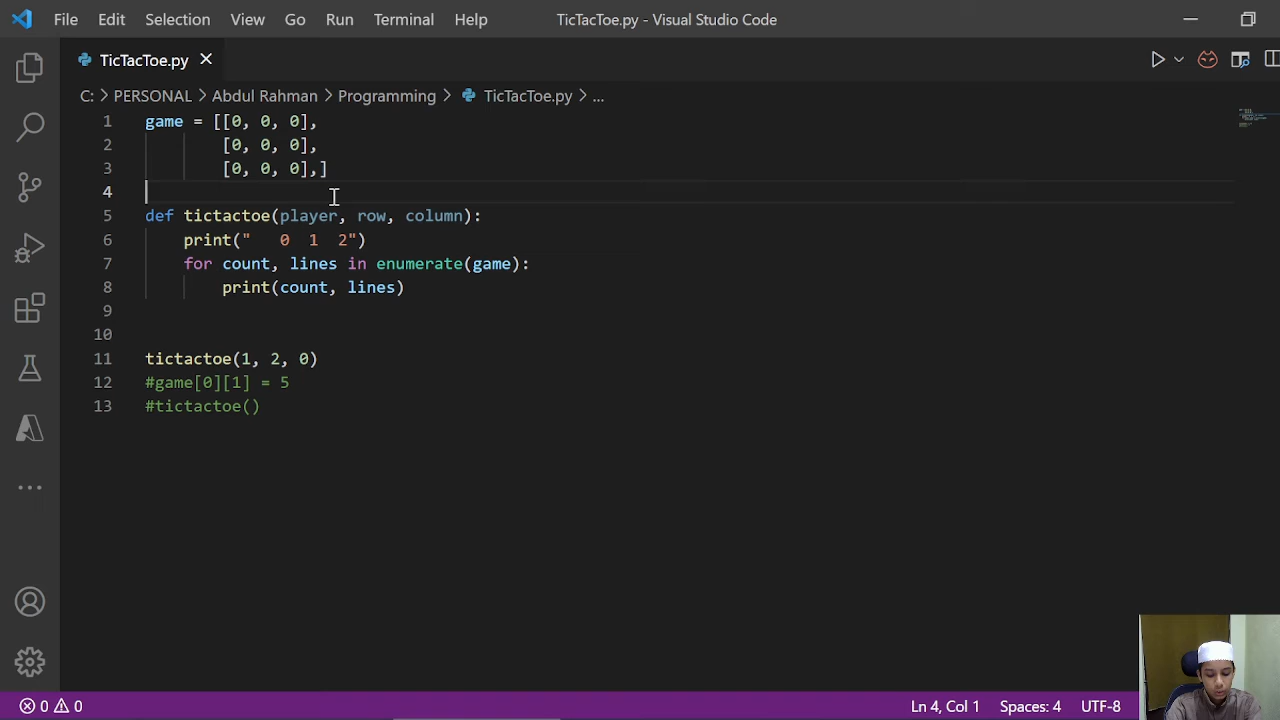 File Edit Selection View Go Run Terminal Help TicTacToe.py - Visual Studio Code
TicTacToe.py
C: > PERSONAL > Abdul Rahman > Programming > TicTacToe.py > ...
1 game = [[0, 0, 0],
2         [0, 0, 0],
3         [0, 0, 0],]
4
5 def tictactoe(player, row, column):
6     print("   0  1  2")
7     for count, lines in enumerate(game):
8         print(count, lines)
9
10
11 tictactoe(1, 2, 0)
12 #game[0][1] = 5
13 #tictactoe()
0 0 Ln 4, Col 1 Spaces: 4 UTF-8